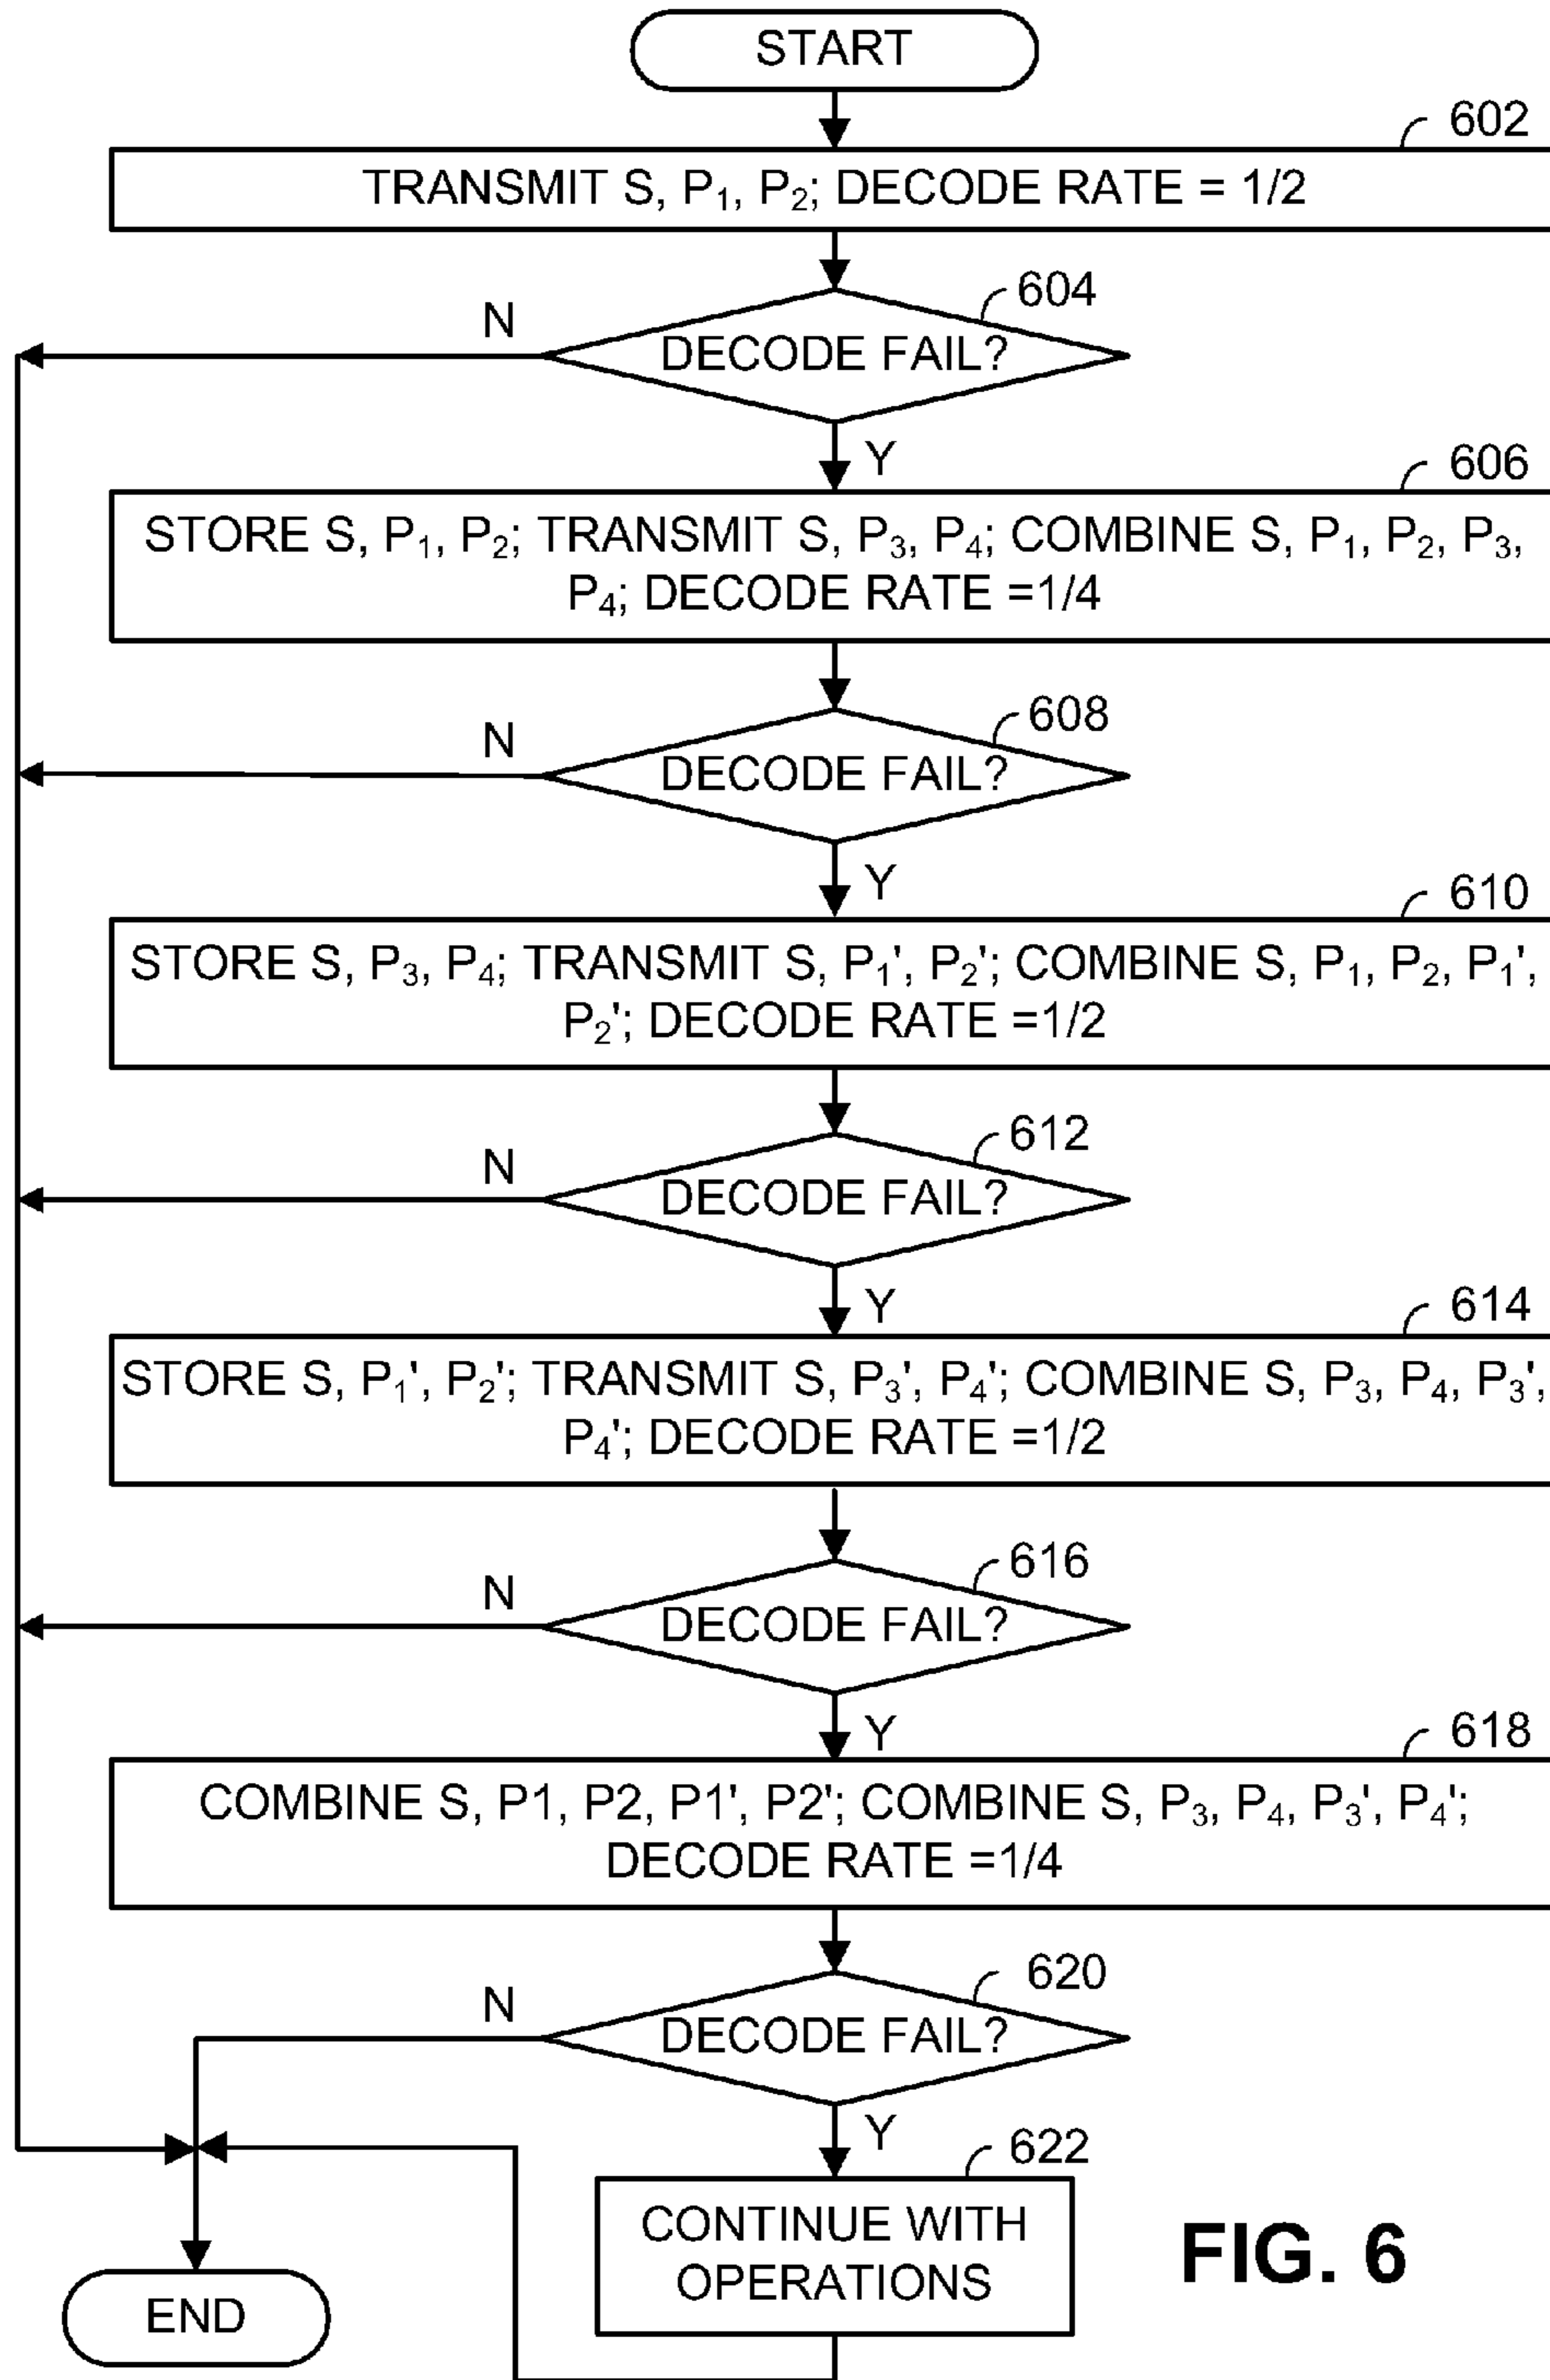 START
602
TRANSMIT S, P₁, P₂; DECODE RATE = 1/2
604
N
DECODE FAIL?
Y
606
STORE S, P₁, P₂; TRANSMIT S, P₃, P₄; COMBINE S, P₁, P₂, P₃,
P₄; DECODE RATE =1/4
608
N
DECODE FAIL?
Y
610
STORE S, P₃, P₄; TRANSMIT S, P₁', P₂'; COMBINE S, P₁, P₂, P₁',
P₂'; DECODE RATE =1/2
612
N
DECODE FAIL?
Y
614
STORE S, P₁', P₂'; TRANSMIT S, P₃', P₄'; COMBINE S, P₃, P₄, P₃',
P₄'; DECODE RATE =1/2
616
N
DECODE FAIL?
Y
618
COMBINE S, P1, P2, P1', P2'; COMBINE S, P₃, P₄, P₃', P₄';
DECODE RATE =1/4
620
N
DECODE FAIL?
Y
622
CONTINUE WITH
OPERATIONS
END
FIG. 6